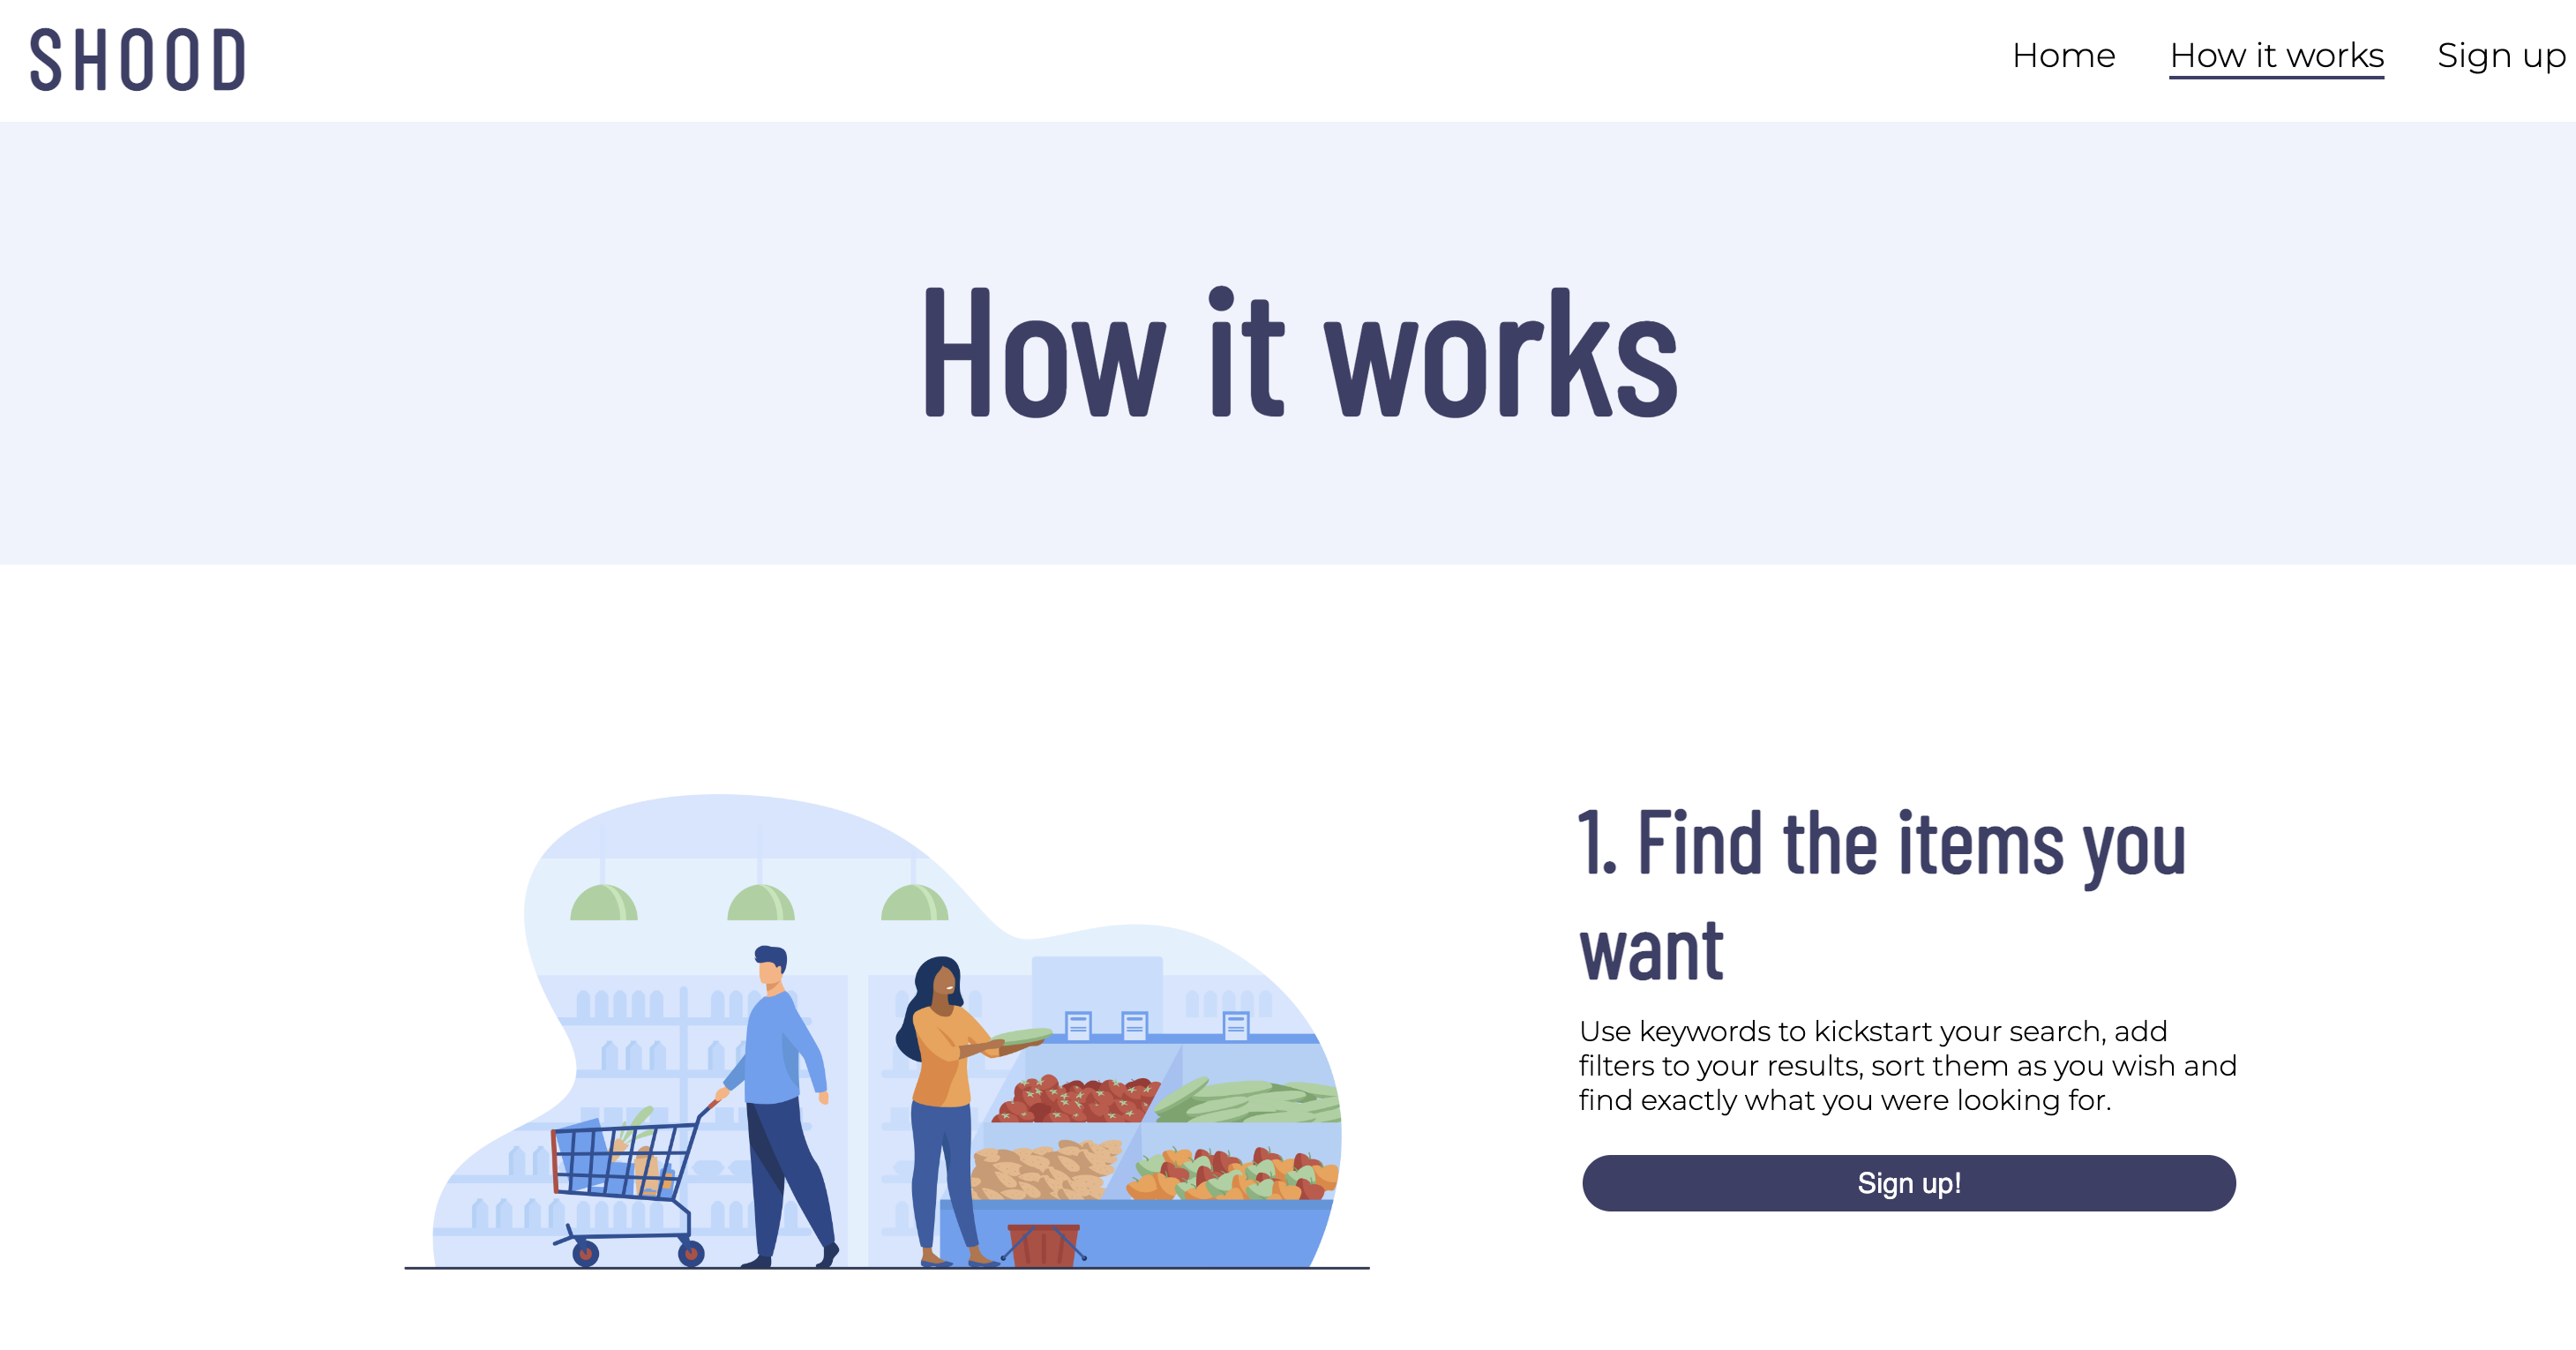 SHOOD
Home How it works Sign up
How it works
1. Find the items you
want
Use keywords to kickstart your search, add
filters to your results, sort them as you wish and
find exactly what you were looking for.
Sign up!